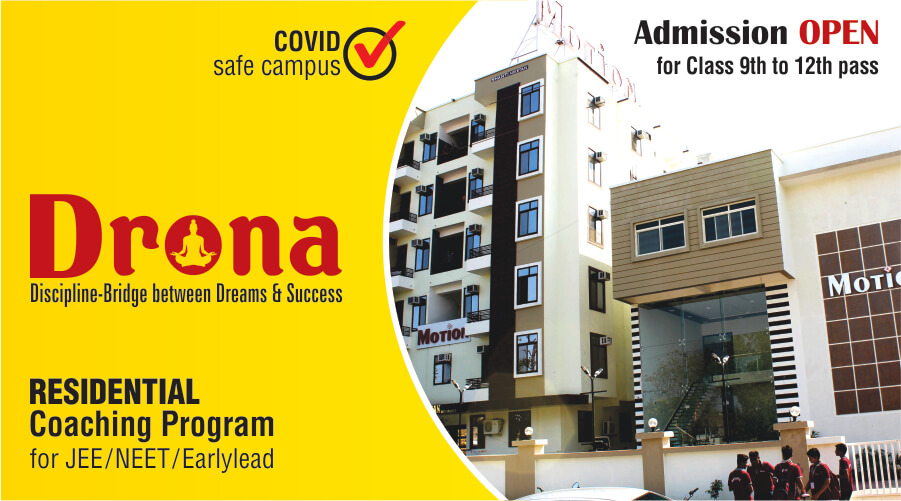 COVID
safe campus
Admission OPEN
for Class 9th to 12th pass
Drona
Discipline-Bridge between Dreams & Success
RESIDENTIAL
Coaching Program
for JEE/NEET/Earlylead
MOTION
MOTION
MOTIO